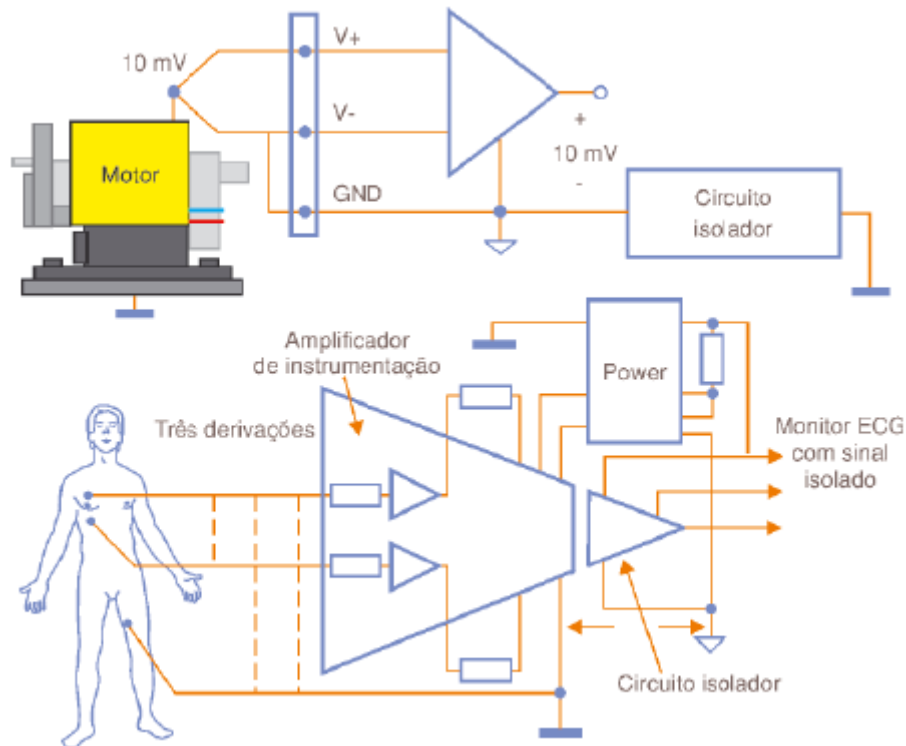 V+
10 mV
V-
+
10 mV
-
Motor
GND
Circuito
isolador
Amplificador
de instrumentação
Power
Três derivações
Monitor ECG
com sinal
isolado
Circuito isolador